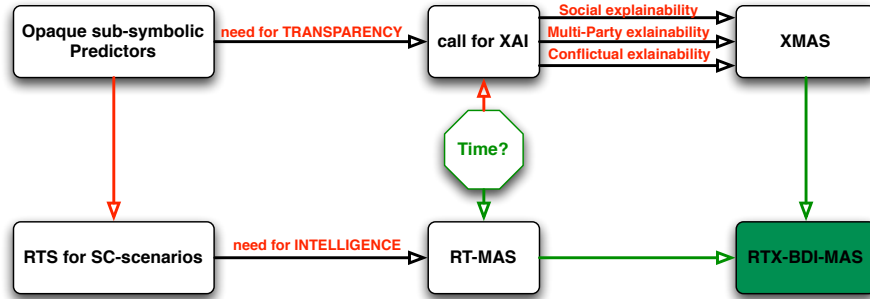 Opaque sub-symbolic
Predictors
need for TRANSPARENCY
call for XAI
Social explainability
Multi-Party exlainability
Conflictual exlainability
XMAS
Time?
RTS for SC-scenarios
need for INTELLIGENCE
RT-MAS
RTX-BDI-MAS